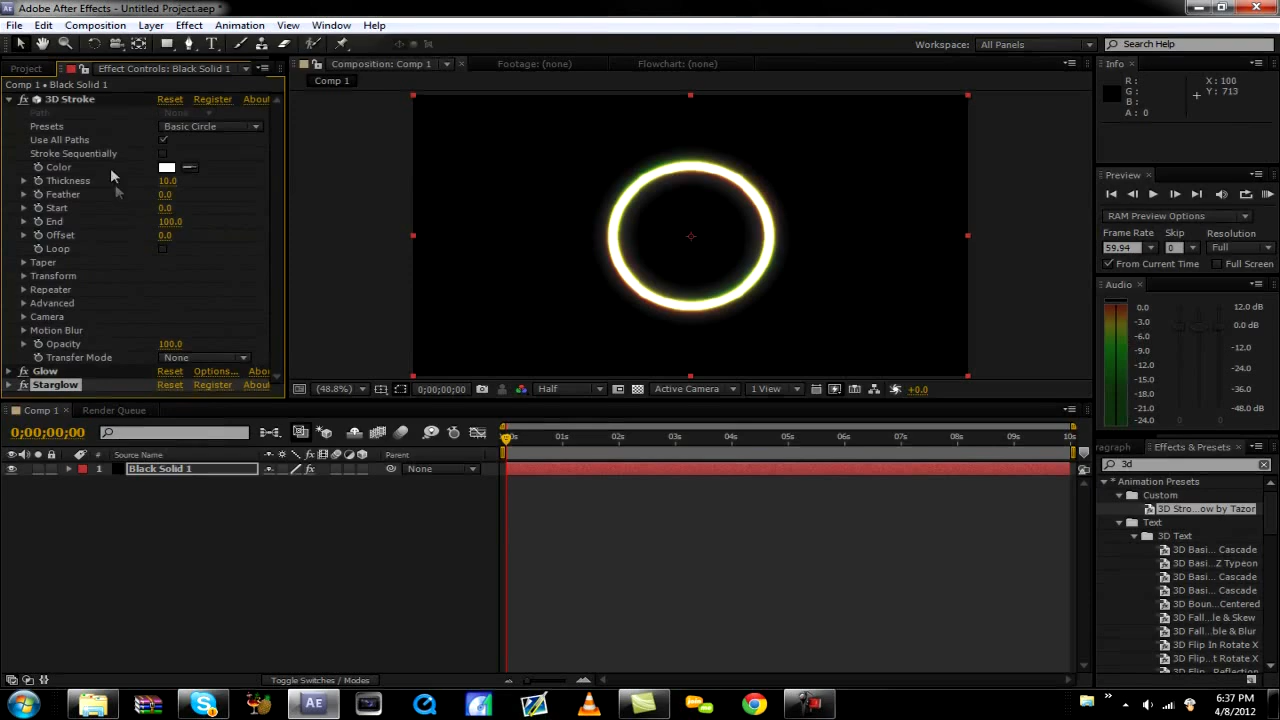 Adobe After Effects - Untitled Project.aep *
File Edit Composition Layer Effect Animation View Window Help
Workspace: All Panels Search Help
Project Effect Controls: Black Solid 1 Composition: Comp 1 Footage: (none) Flowchart: (none) Info
Comp 1 • Black Solid 1
Comp 1
3D Stroke Reset Register About
Path None
Presets Basic Circle
Use All Paths
Stroke Sequentially
Color
Thickness 10.0
Feather 0.0
Start 0.0
End 100.0
Offset 0.0
Loop
Taper
Transform
Repeater
Advanced
Camera
Motion Blur
Opacity 100.0
Transfer Mode None
Glow Reset Options... Abo
Starglow Reset Register About
(48.8%) 0;00;00;00 Half Active Camera 1 View +0.0
R: X: 100
G: Y: 713
B:
A: 0
Preview
RAM Preview Options
Frame Rate Skip Resolution
59.94 0 Full
From Current Time Full Screen
Audio
0.0 12.0 dB
-3.0
-6.0 0.0 dB
-9.0
-12.0 -12.0
-15.0 -24.0
-18.0
-21.0 -36.0
-24.0 -48.0 dB
Comp 1 Render Queue
0;00;00;00
0s 01s 02s 03s 04s 05s 06s 07s 08s 09s 10s
# Source Name Parent
1 Black Solid 1 None
Toggle Switches / Modes
aragraph Effects & Presets
3d
* Animation Presets
Custom
3D Stro...ow by Tazor
Text
3D Text
3D Basi... Cascade
3D Basi...Z Typeon
3D Basi... Cascade
3D Basi... Cascade
3D Boun...Centered
3D Fall...le & Skew
3D Fall...ble & Blur
3D Flip In Rotate X
3D Flip...t Rotate X
3D Flip...Reflection
Ae
6:37 PM
4/8/2012